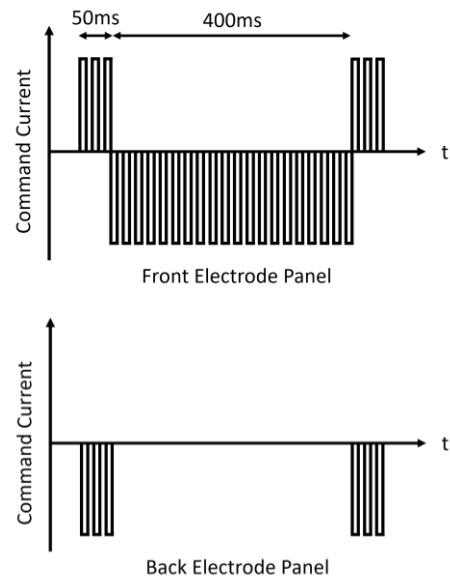 50ms
400ms
Command Current
t
Front Electrode Panel
Command Current
t
Back Electrode Panel